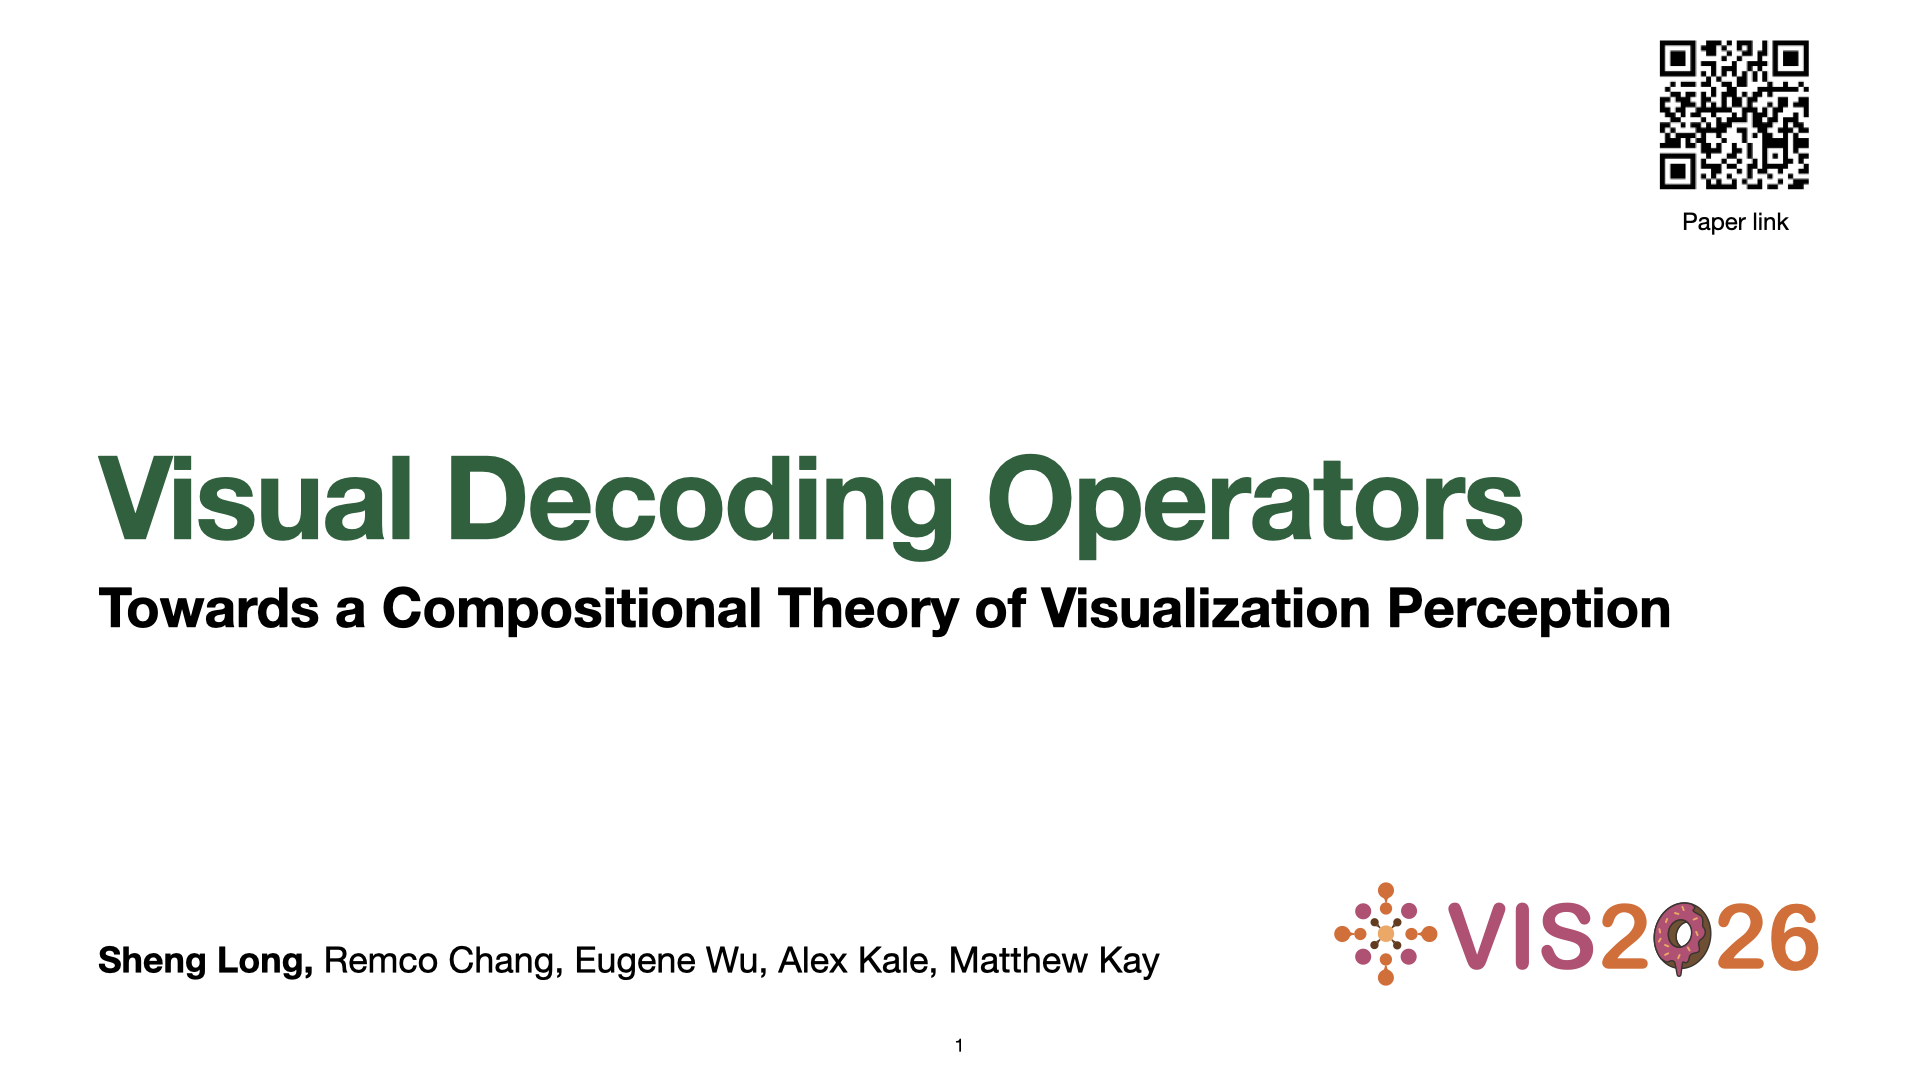 Paper link
Visual Decoding Operators
Towards a Compositional Theory of Visualization Perception
Sheng Long, Remco Chang, Eugene Wu, Alex Kale, Matthew Kay
VIS2026
1